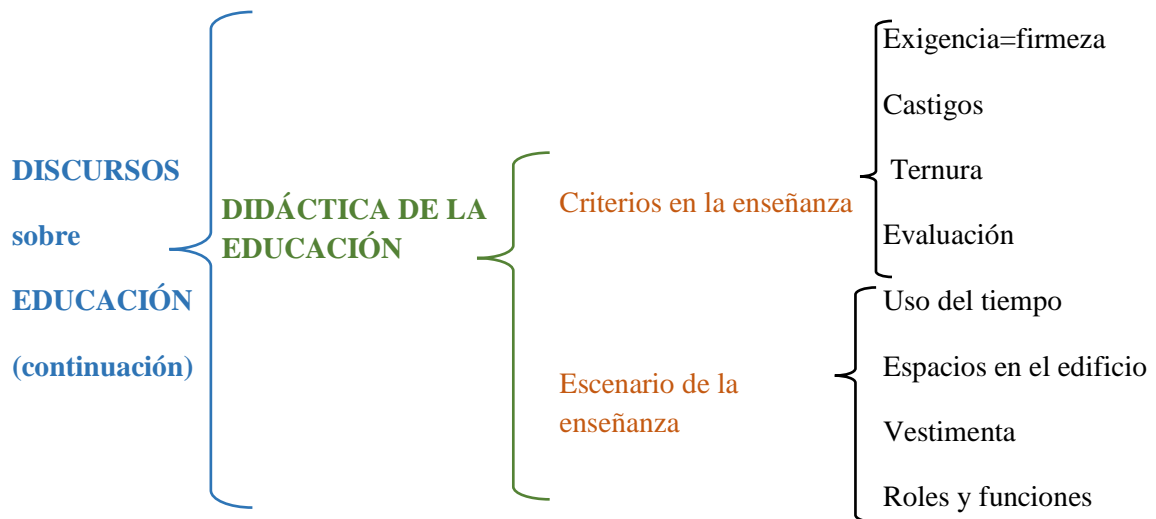 DISCURSOS
sobre
EDUCACIÓN
(continuación)
DIDÁCTICA DE LA
EDUCACIÓN
Criterios en la enseñanza
Exigencia=firmeza
Castigos
Ternura
Evaluación
Escenario de la
enseñanza
Uso del tiempo
Espacios en el edificio
Vestimenta
Roles y funciones